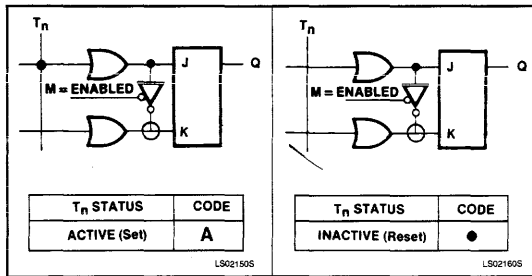 Tn
J
Q
M = ENABLED
K
Tn STATUS CODE
ACTIVE (Set) A
LS02150S
Tn
J
Q
M = ENABLED
K
Tn STATUS CODE
INACTIVE (Reset) ●
LS02160S